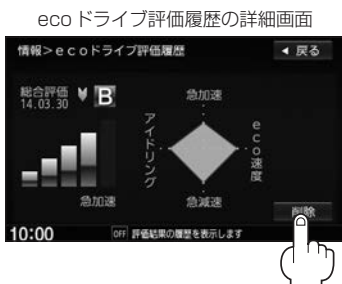 eco ドライブ評価履歴の詳細画面
情報>ecoドライブ評価履歴
◀ 戻る
総合評価
14.03.30
B
急加速
アイドリング
eco速度
急減速
急加速
削除
10:00
OFF 評価結果の履歴を表示します